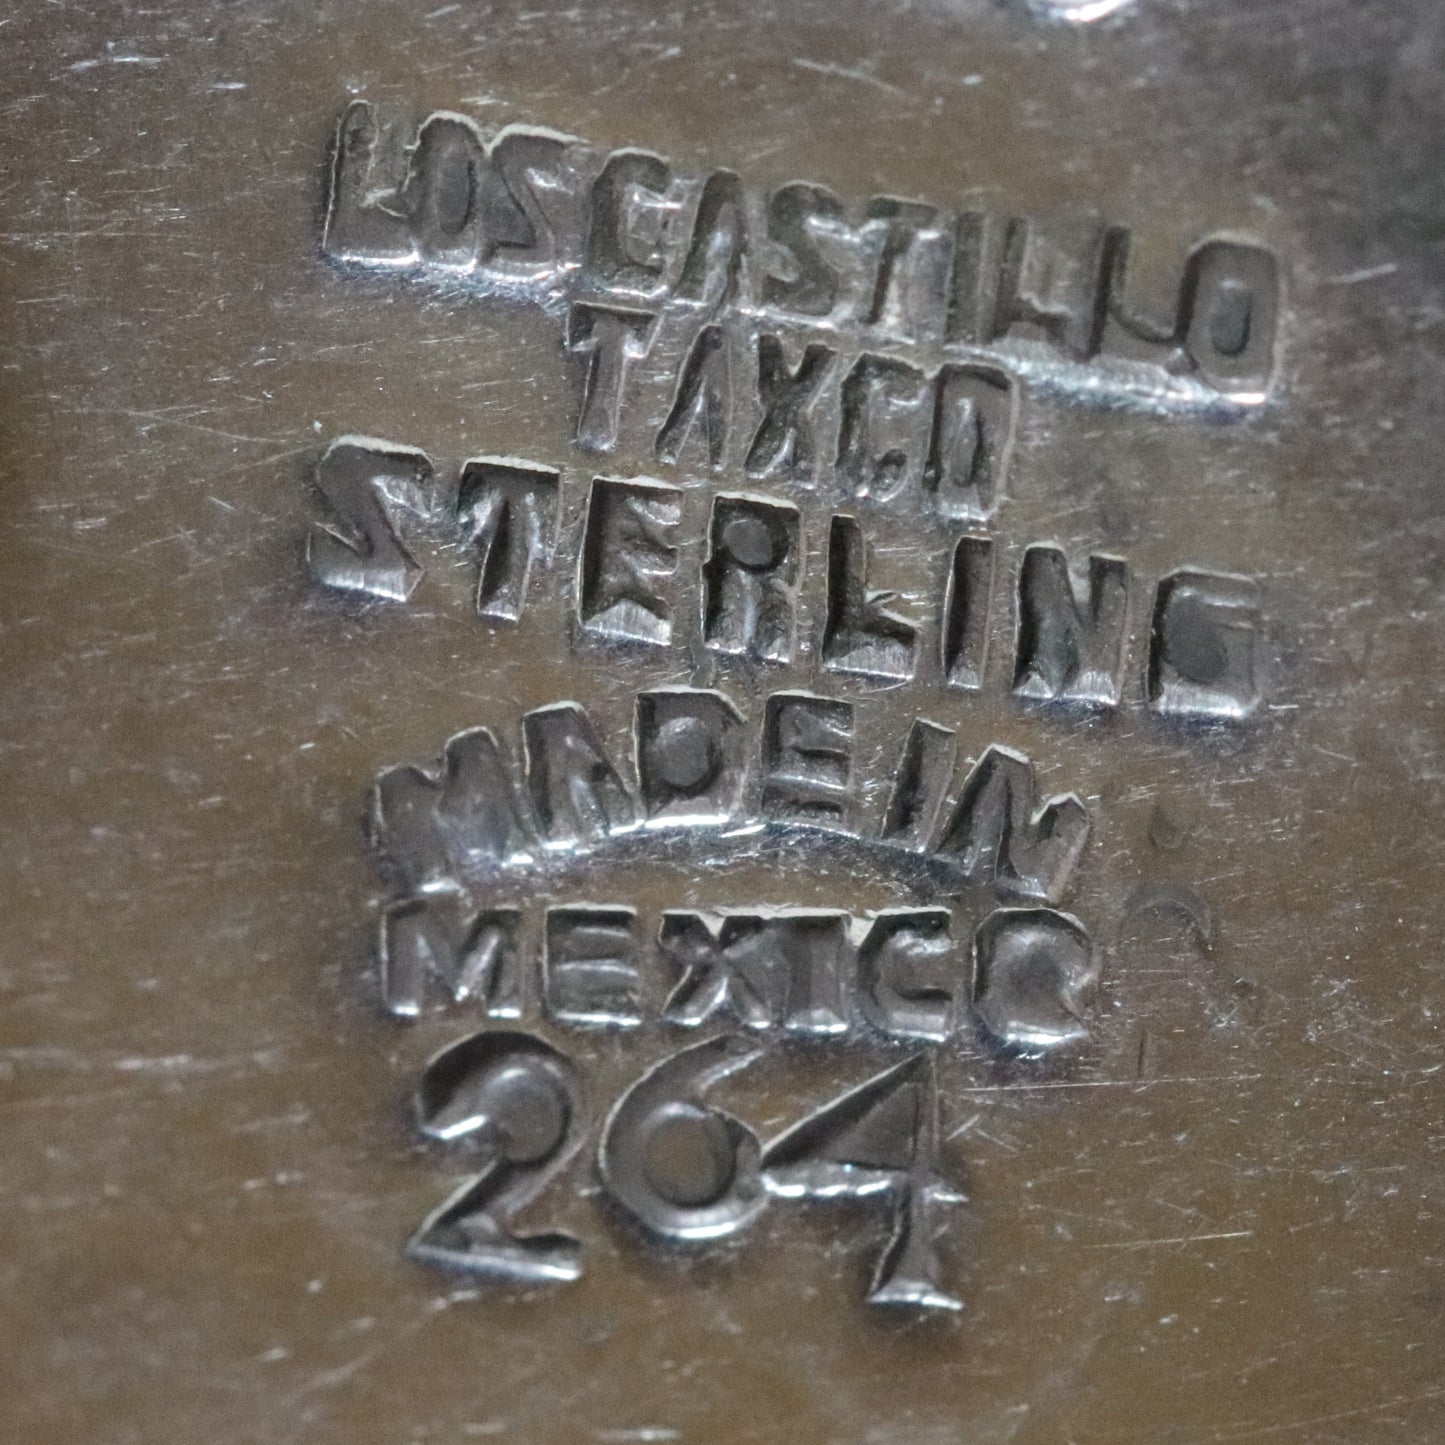 LOS CASTILLO
TAXCO
STERLING
MADE IN
MEXICO
264